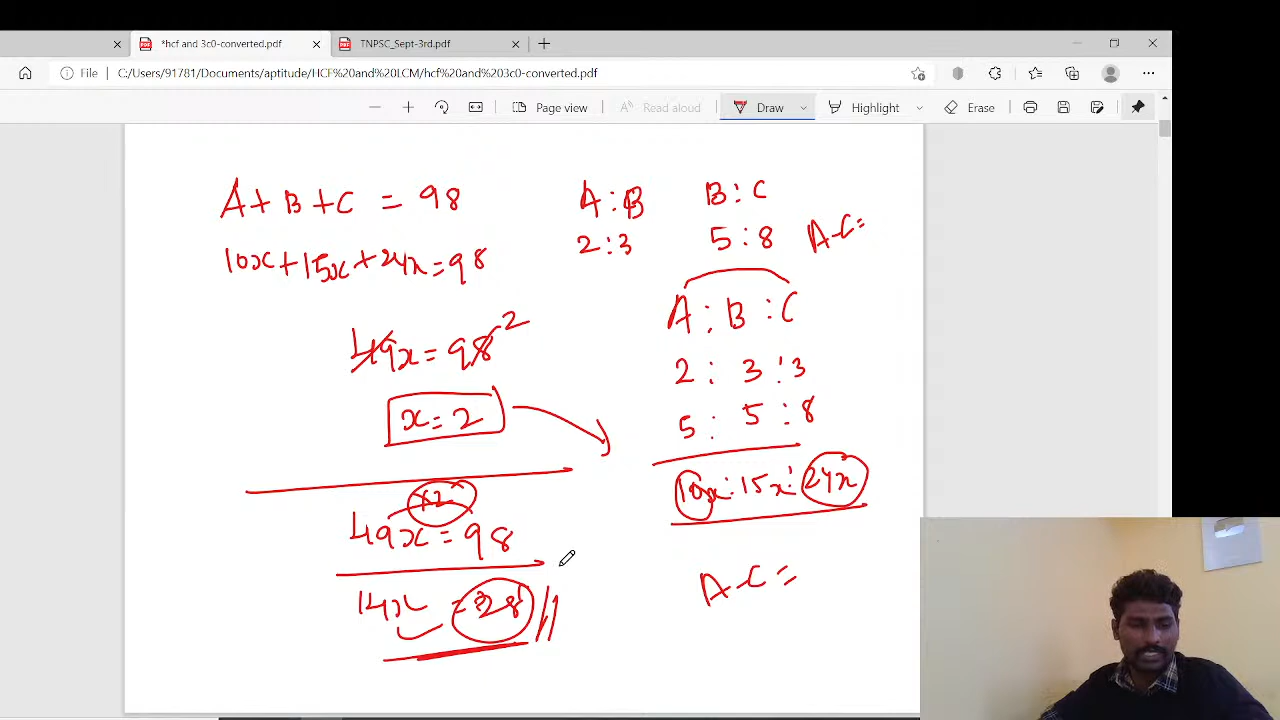 *hcf and 3c0-converted.pdf
TNPSC_Sept-3rd.pdf
File
C:/Users/91781/Documents/aptitude/HCF%20and%20LCM/hcf%20and%203c0-converted.pdf
Page view
Read aloud
Draw
Highlight
Erase
A+B+C = 98
10x+15x+24x=98
49x = 98 2
x=2
×2
49x = 98
14x = 28
A:B
2:3
B:C
5:8
A-C=
A:B:C
2:3:3
5:5:8
10x:15x:24x
A-C=